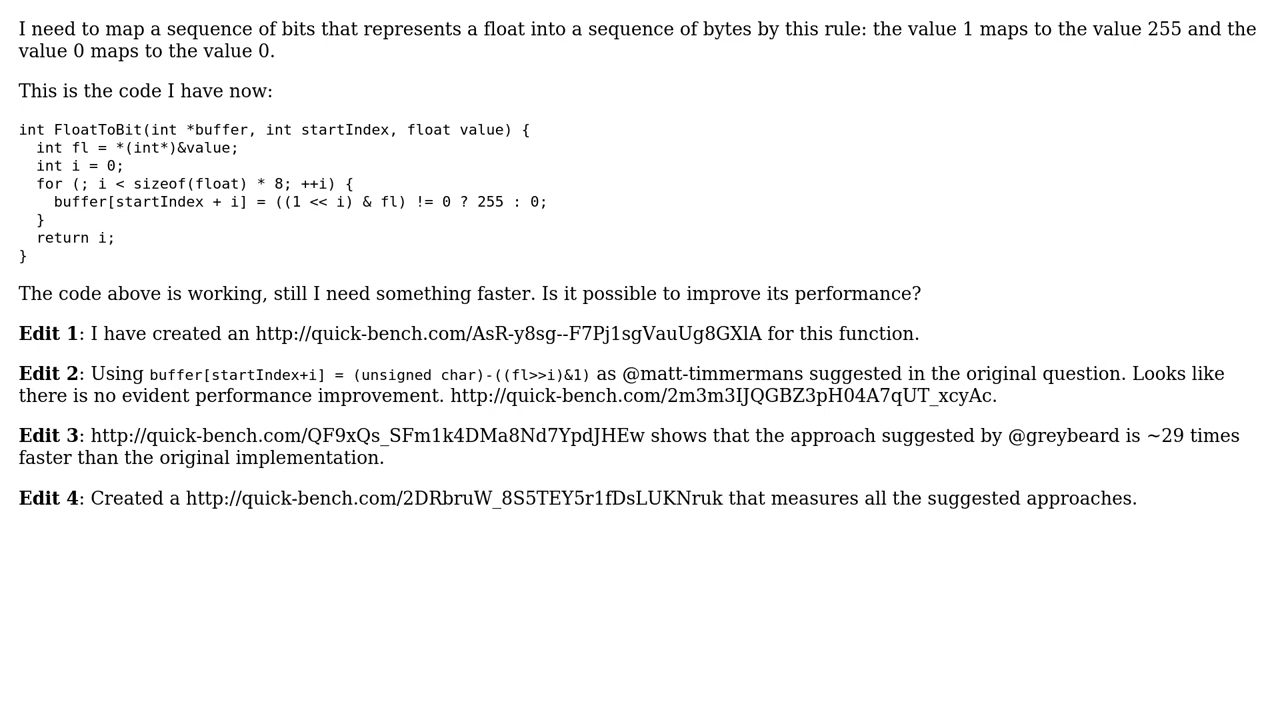 I need to map a sequence of bits that represents a float into a sequence of bytes by this rule: the value 1 maps to the value 255 and the
value 0 maps to the value 0.
This is the code I have now:
int FloatToBit(int *buffer, int startIndex, float value) {
  int fl = *(int*)&value;
  int i = 0;
  for (; i < sizeof(float) * 8; ++i) {
    buffer[startIndex + i] = ((1 << i) & fl) != 0 ? 255 : 0;
  }
  return i;
}
The code above is working, still I need something faster. Is it possible to improve its performance?
Edit 1: I have created an http://quick-bench.com/AsR-y8sg--F7Pj1sgVauUg8GXlA for this function.
Edit 2: Using buffer[startIndex+i] = (unsigned char)-((fl>>i)&1) as @matt-timmermans suggested in the original question. Looks like
there is no evident performance improvement. http://quick-bench.com/2m3m3IJQGBZ3pH04A7qUT_xcyAc.
Edit 3: http://quick-bench.com/QF9xQs_SFm1k4DMa8Nd7YpdJHEw shows that the approach suggested by @greybeard is ~29 times
faster than the original implementation.
Edit 4: Created a http://quick-bench.com/2DRbruW_8S5TEY5r1fDsLUKNruk that measures all the suggested approaches.